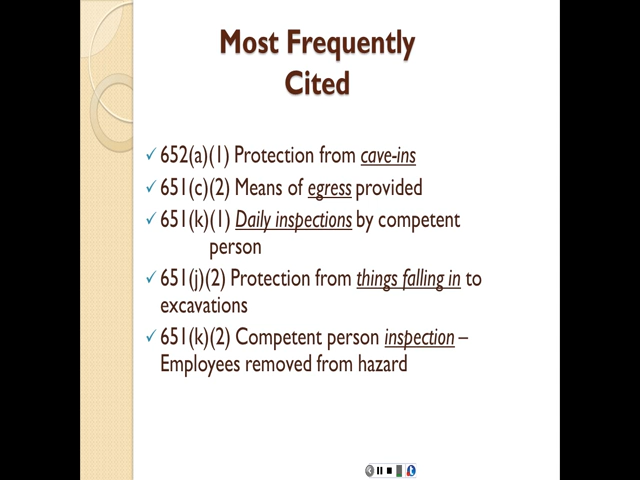 Most Frequently
Cited
✓652(a)(1) Protection from cave-ins
✓651(c)(2) Means of egress provided
✓651(k)(1) Daily inspections by competent
person
✓651(j)(2) Protection from things falling in to
excavations
✓651(k)(2) Competent person inspection –
Employees removed from hazard